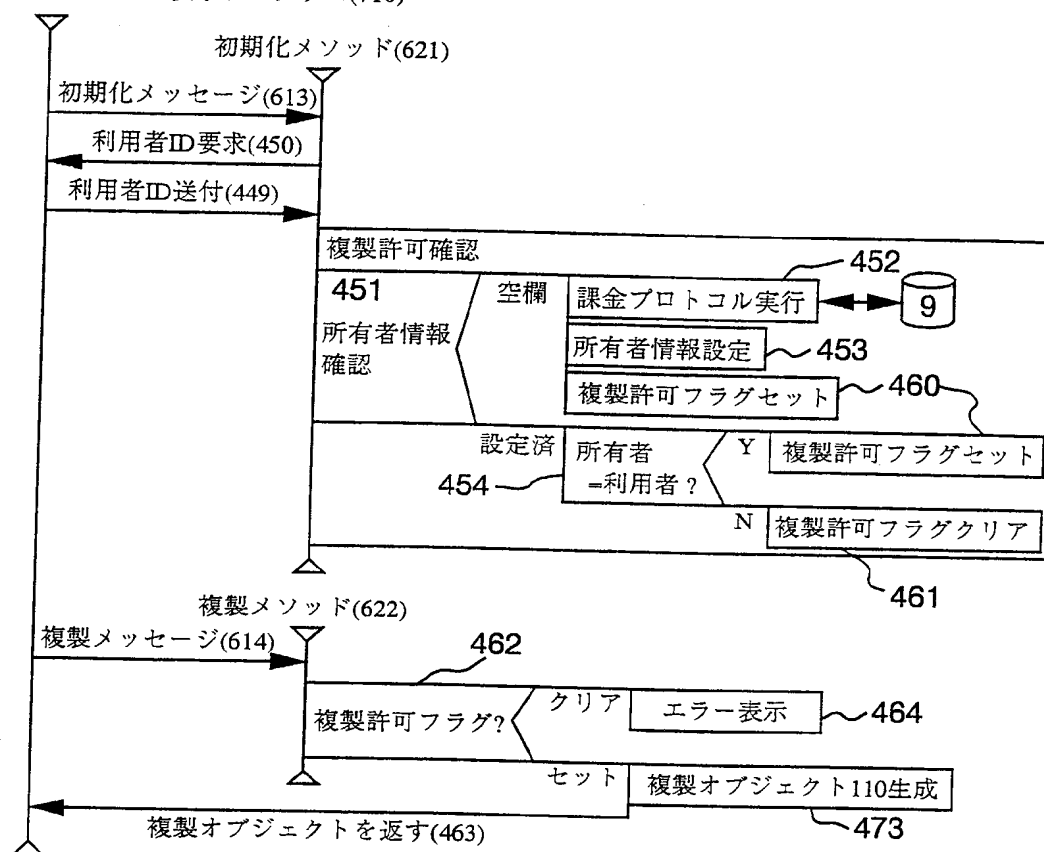 初期化メソッド(621)
初期化メッセージ(613)
利用者ID要求(450)
利用者ID送付(449)
複製許可確認
451
所有者情報
確認
空欄
課金プロトコル実行
452
9
所有者情報設定
453
複製許可フラグセット
460
設定済
454
所有者
=利用者?
Y
複製許可フラグセット
N
複製許可フラグクリア
461
複製メソッド(622)
複製メッセージ(614)
462
複製許可フラグ?
クリア
エラー表示
464
セット
複製オブジェクト110生成
473
複製オブジェクトを返す(463)